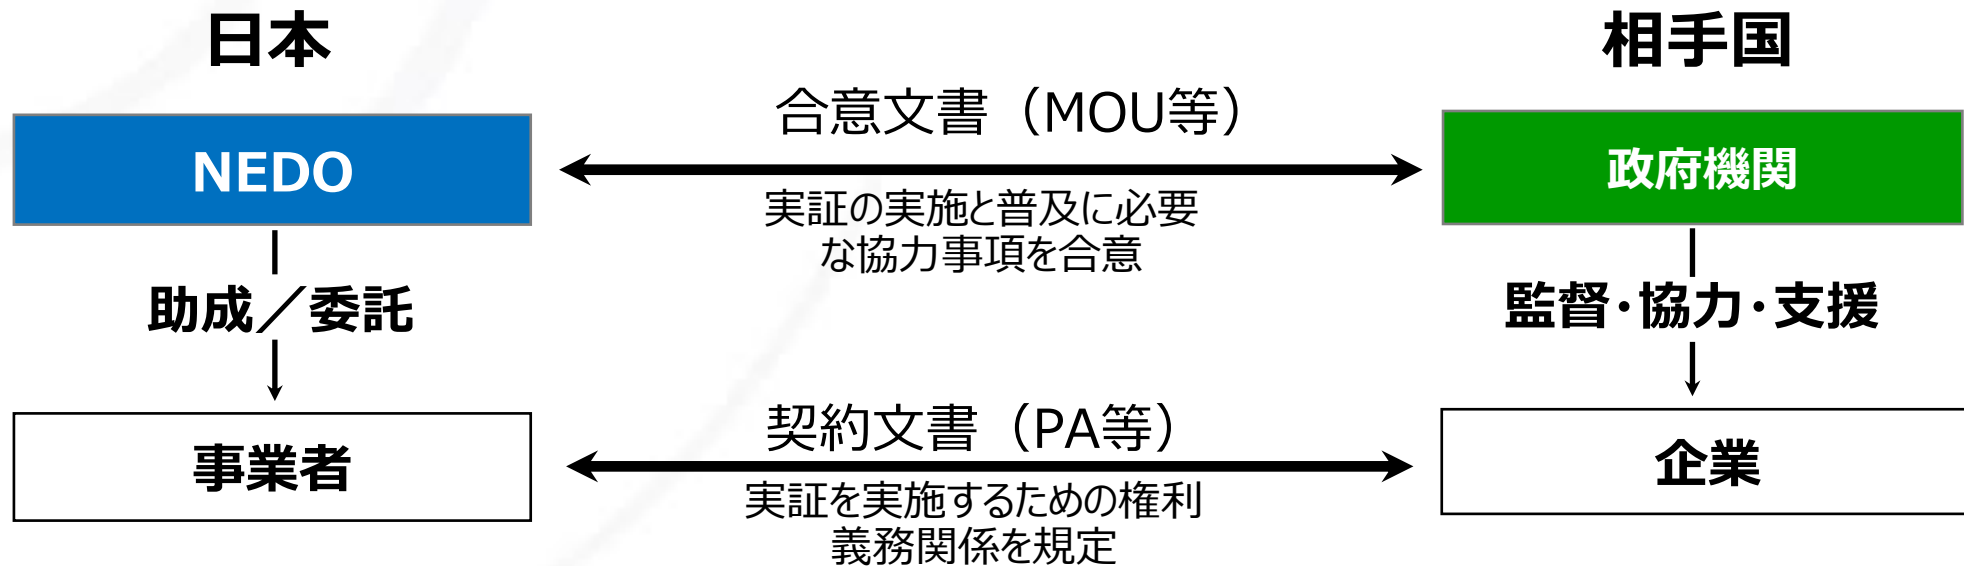 日本
相手国
合意文書（MOU等）
NEDO
政府機関
実証の実施と普及に必要
な協力事項を合意
助成／委託
監督・協力・支援
契約文書（PA等）
事業者
企業
実証を実施するための権利
義務関係を規定